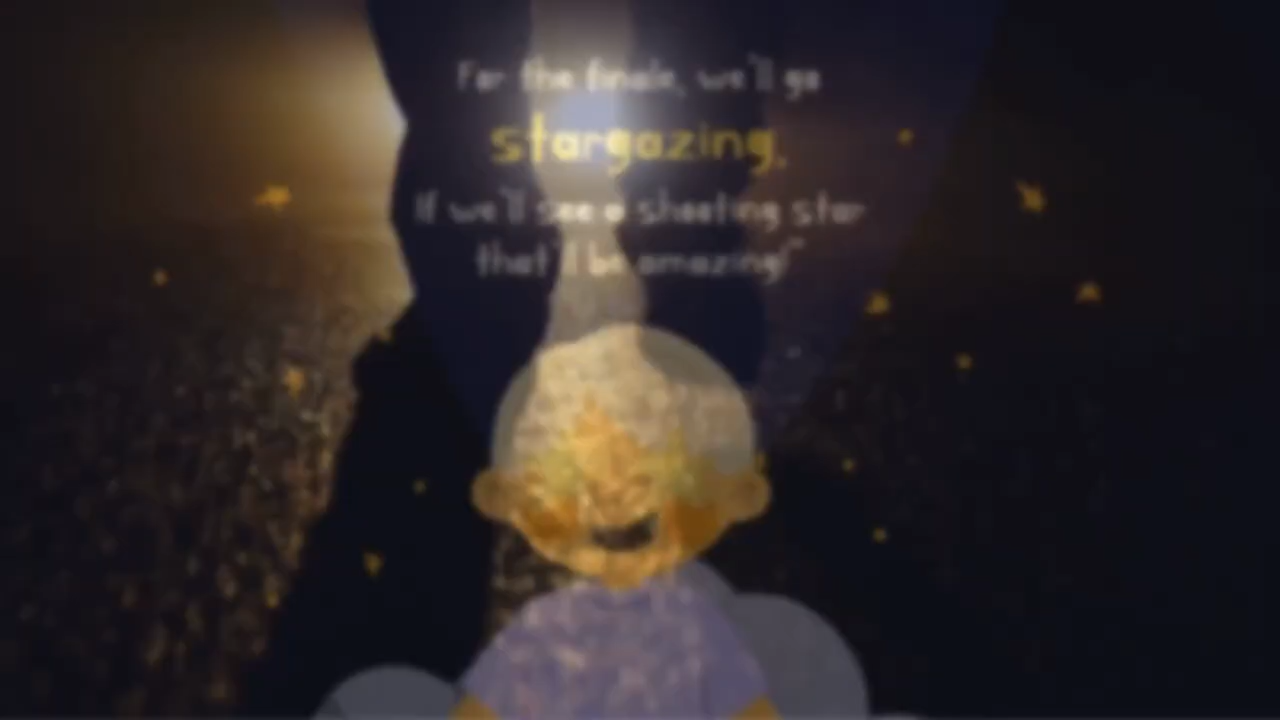 For the finale, we'll go
stargazing.
If we'll see a shooting star
that'll be amazing!"